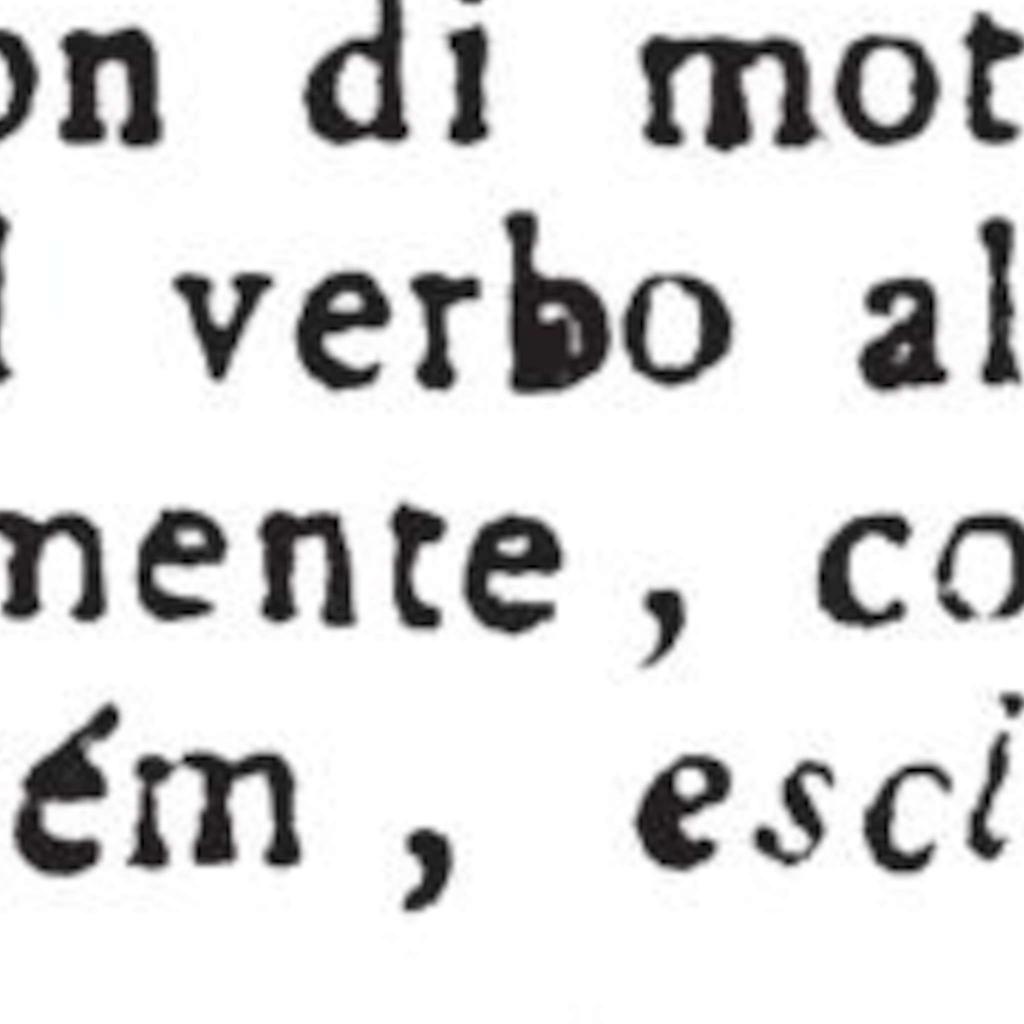 on di mot
l verbo al
mente , co
ém , esci